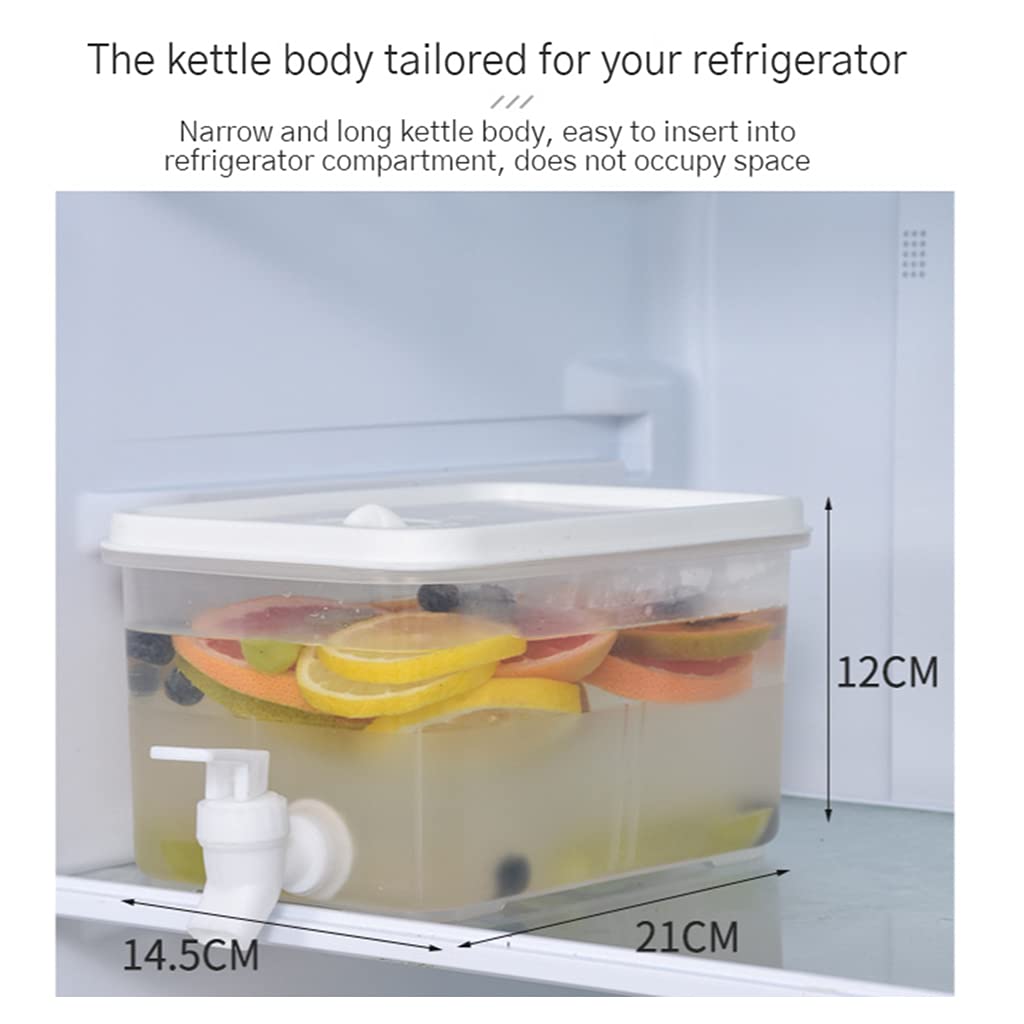 The kettle body tailored for your refrigerator
Narrow and long kettle body, easy to insert into
refrigerator compartment, does not occupy space
12CM
21CM
14.5CM